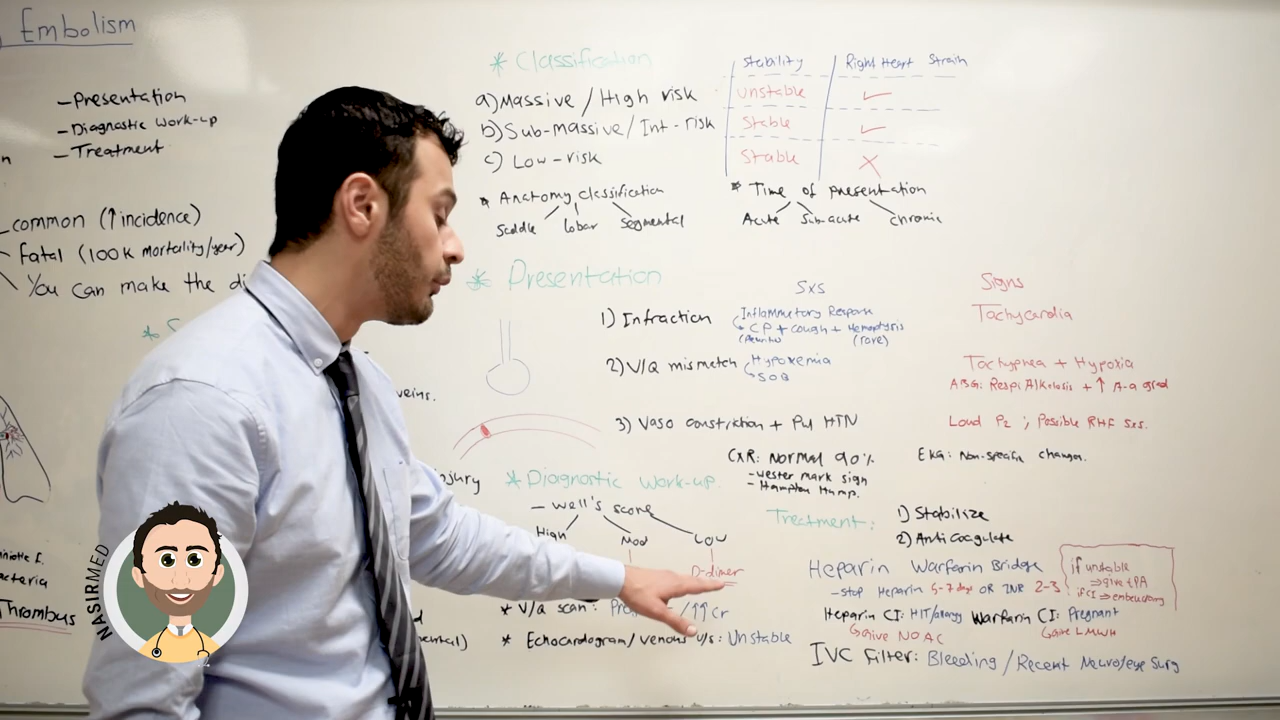 Embolism
- Presentation
- Diagnostic work-up
- Treatment
common (↑ incidence)
Fatal (100K mortality/year)
You can make the di
veins.
njury
acteria
Thrombus
NASIRMED
* Classification
a) Massive / High risk
b) Sub-massive / Int-risk
c) Low-risk
Stability Right Heart Strain
Unstable ✓
Stable ✓
Stable X
* Anatomy classification
Saddle lobar segmental
* Time of presentation
Acute Sub-acute chronic
* Presentation
Sxs Signs
1) Infraction Inflammatory Response
CP + Cough + Hemoptysis
(rare)
Tachycardia
2) V/Q mismatch Hypoxemia
SOB
Tachypnea + Hypoxia
ABG: Respi Alkalosis + ↑ A-a grad
3) Vaso constriction + Pul HTN
Loud P2 ; Possible RHF sxs.
CXR: Normal 90%
- wester mark sign
- Hampton Hump.
EKG: Non-specific changes.
* Diagnostic work-up.
- well's score
High Mod Low
D-dimer
* V/Q scan: / ↑↑ Cr
* Echocardogram / venous u/s: Unstable
Treatment:
1) Stabilize
2) Anti Coagulate
Heparin Warfarin Bridge
- stop Heparin 5-7 days OR INR 2-3
if unstable
⇒ give tPA
if CI ⇒ embolectomy
Heparin CI: HIT/allergy Warfarin CI: Pregnant
Gaive NOAC Gaive LMWH
IVC Filter: Bleeding / Recent Neuro/eye Surg